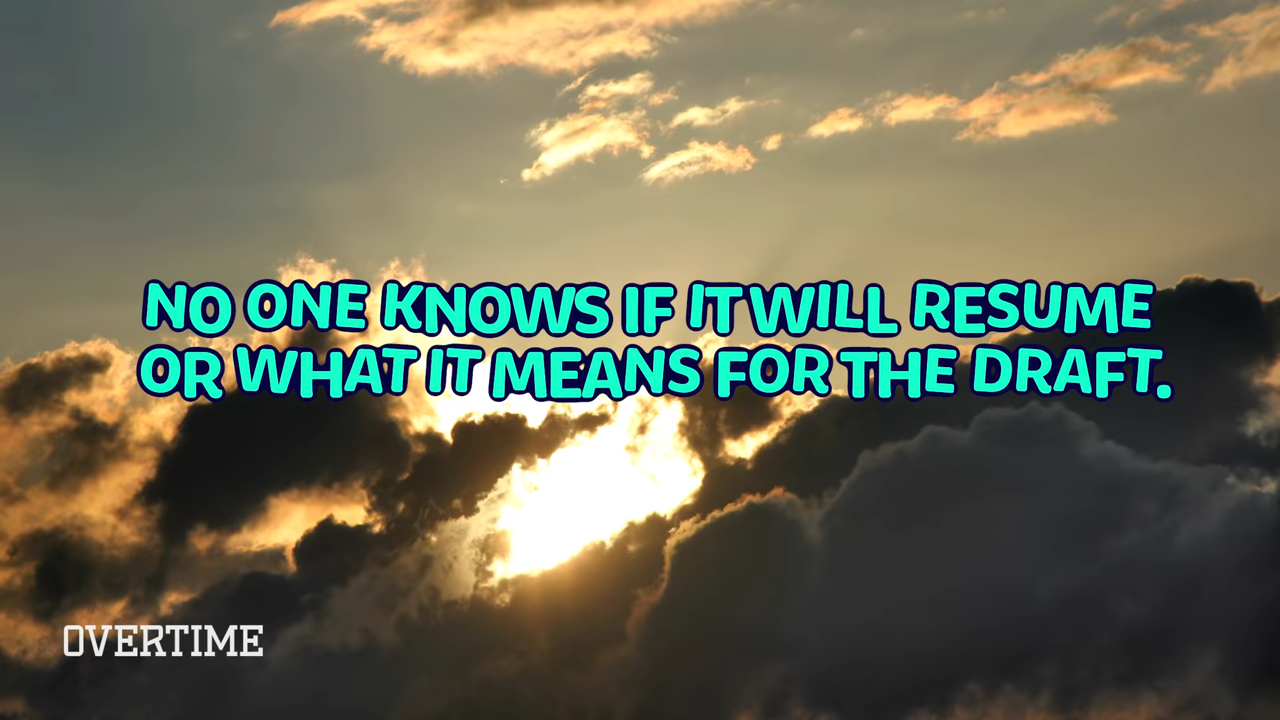 NO ONE KNOWS IF IT WILL RESUME
OR WHAT IT MEANS FOR THE DRAFT.
OVERTIME